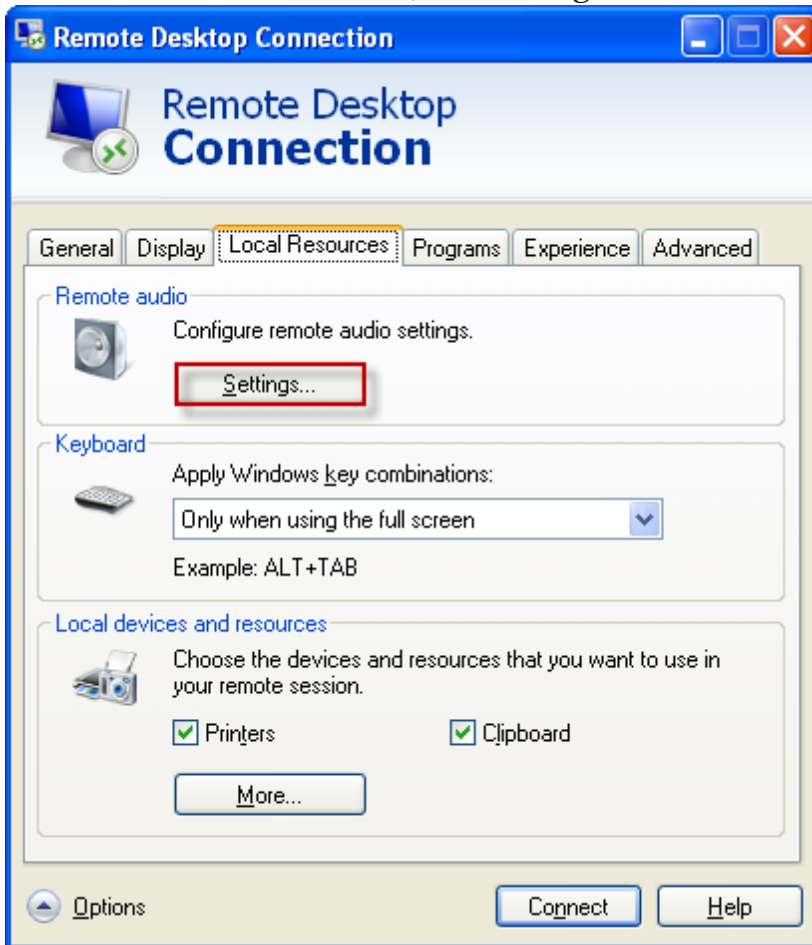 Remote Desktop Connection
Remote Desktop
Connection
General Display Local Resources Programs Experience Advanced
Remote audio
Configure remote audio settings.
Settings...
Keyboard
Apply Windows key combinations:
Only when using the full screen
Example: ALT+TAB
Local devices and resources
Choose the devices and resources that you want to use in
your remote session.
Printers Clipboard
More...
Options Connect Help